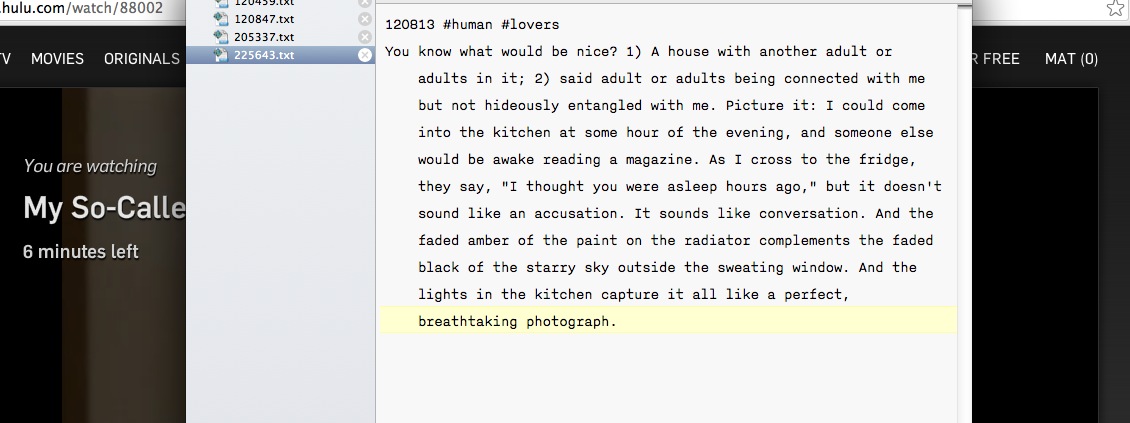 .hulu.com/watch/88002
120459.txt
120847.txt
205337.txt
225643.txt
TV MOVIES ORIGINALS
R FREE MAT (0)
You are watching
My So-Calle
6 minutes left
120813 #human #lovers
You know what would be nice? 1) A house with another adult or
adults in it; 2) said adult or adults being connected with me
but not hideously entangled with me. Picture it: I could come
into the kitchen at some hour of the evening, and someone else
would be awake reading a magazine. As I cross to the fridge,
they say, "I thought you were asleep hours ago," but it doesn't
sound like an accusation. It sounds like conversation. And the
faded amber of the paint on the radiator complements the faded
black of the starry sky outside the sweating window. And the
lights in the kitchen capture it all like a perfect,
breathtaking photograph.